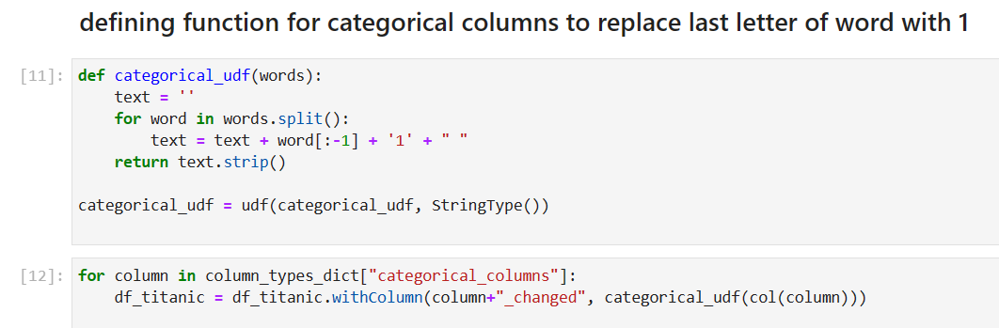 defining function for categorical columns to replace last letter of word with 1
[11]: def categorical_udf(words):
    text = ''
    for word in words.split():
        text = text + word[:-1] + '1' + " "
    return text.strip()
categorical_udf = udf(categorical_udf, StringType())
[12]: for column in column_types_dict["categorical_columns"]:
    df_titanic = df_titanic.withColumn(column+"_changed", categorical_udf(col(column)))